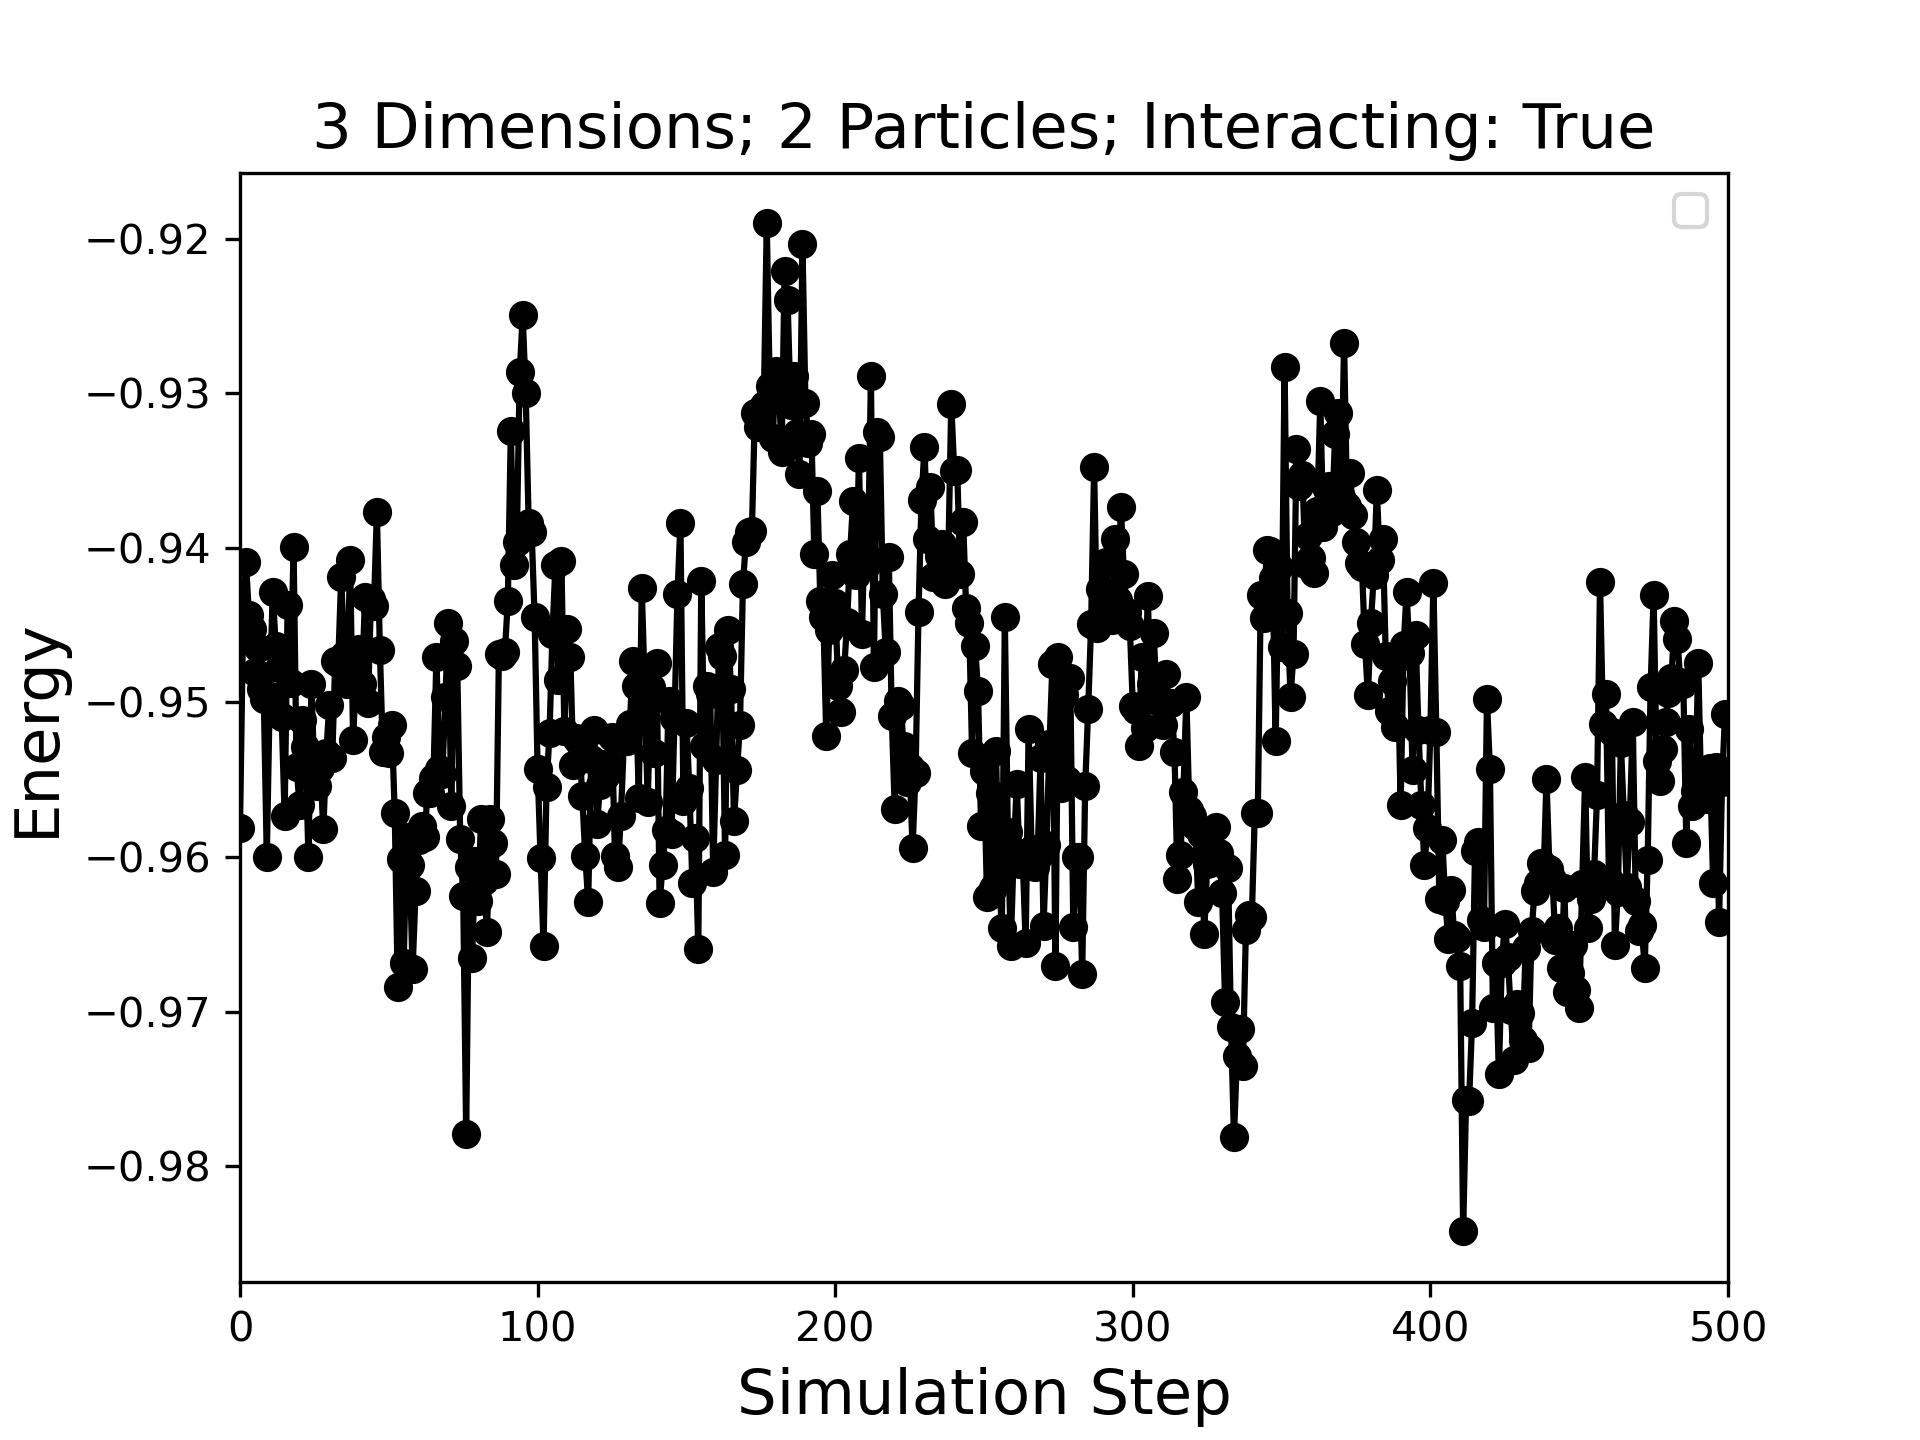 3 Dimensions; 2 Particles; Interacting: True
Energy
−0.92
−0.93
−0.94
−0.95
−0.96
−0.97
−0.98
0 100 200 300 400 500
Simulation Step